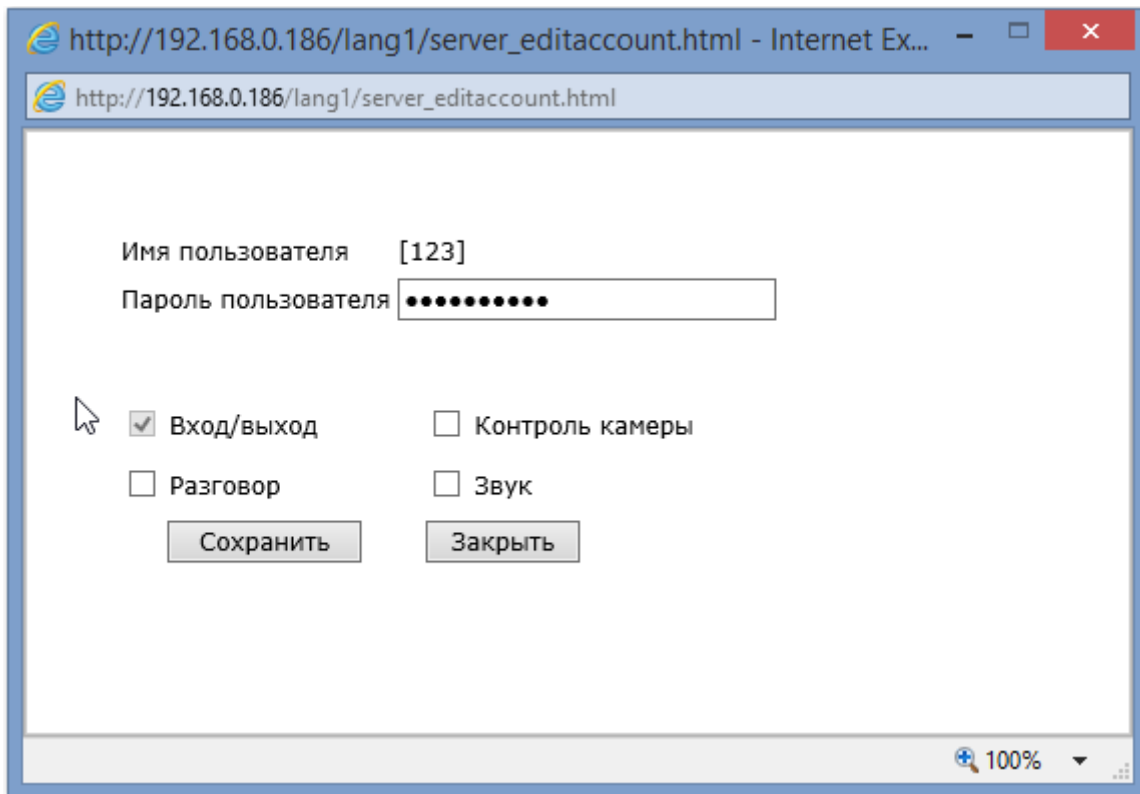 http://192.168.0.186/lang1/server_editaccount.html - Internet Ex...
http://192.168.0.186/lang1/server_editaccount.html
Имя пользователя [123]
Пароль пользователя ••••••••••
Вход/выход Контроль камеры
Разговор Звук
Сохранить Закрыть
100%